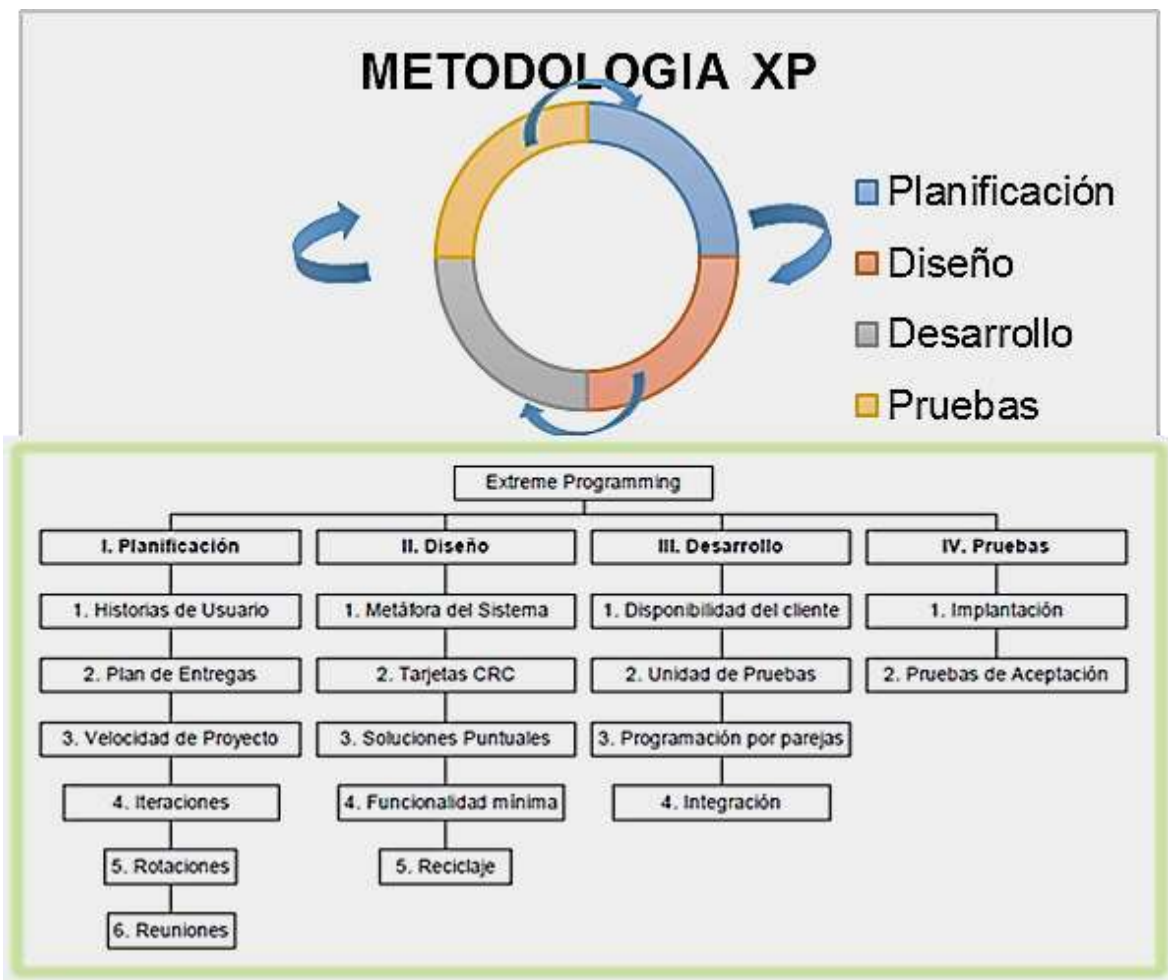 METODOLOGIA XP
Planificación
Diseño
Desarrollo
Pruebas
Extreme Programming
I. Planificación
1. Historias de Usuario
2. Plan de Entregas
3. Velocidad de Proyecto
4. Iteraciones
5. Rotaciones
6. Reuniones
II. Diseño
1. Metáfora del Sistema
2. Tarjetas CRC
3. Soluciones Puntuales
4. Funcionalidad mínima
5. Reciclaje
III. Desarrollo
1. Disponibilidad del cliente
2. Unidad de Pruebas
3. Programación por parejas
4. Integración
IV. Pruebas
1. Implantación
2. Pruebas de Aceptación